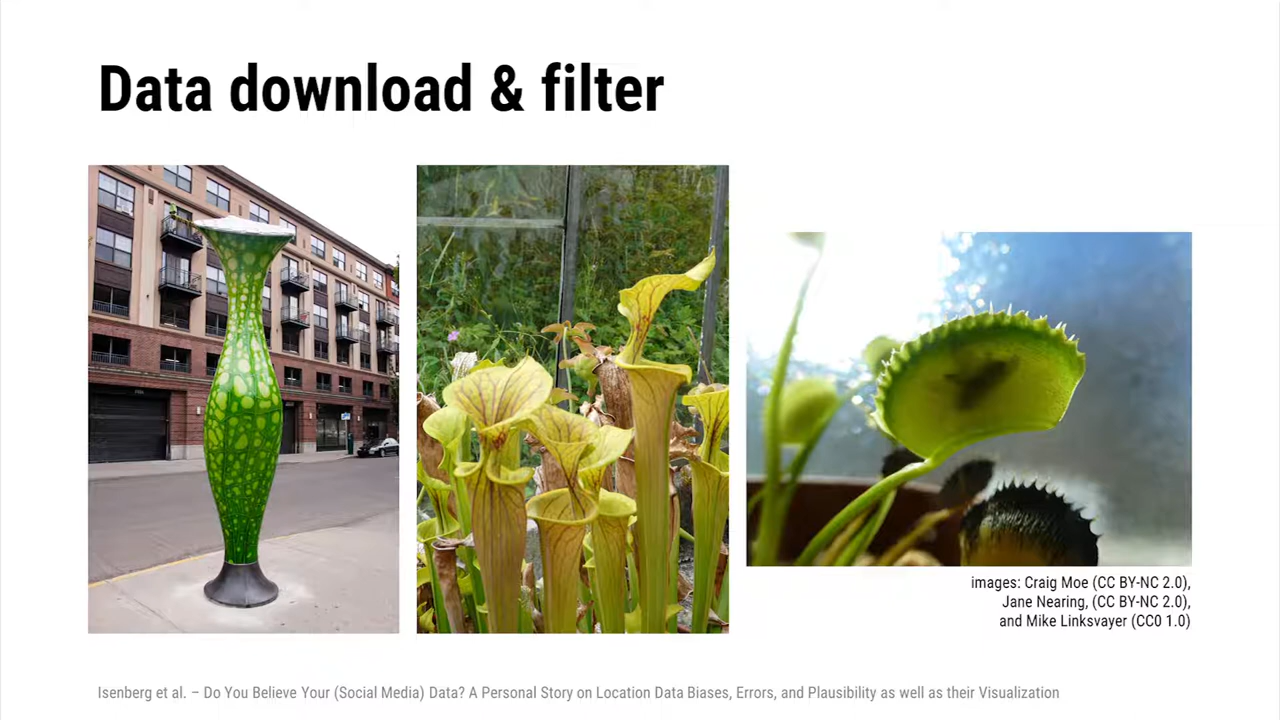 Data download & filter
images: Craig Moe (CC BY-NC 2.0),
Jane Nearing, (CC BY-NC 2.0),
and Mike Linksvayer (CC0 1.0)
Isenberg et al. – Do You Believe Your (Social Media) Data? A Personal Story on Location Data Biases, Errors, and Plausibility as well as their Visualization